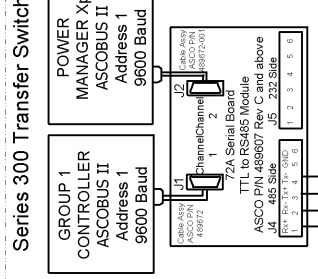 Series 300 Transfer Switch
GROUP 1
CONTROLLER
ASCOBUS II
Address 1
9600 Baud
POWER
MANAGER Xp
ASCOBUS II
Address 1
9600 Baud
Cable Assy
ASCO P/N
489672
J1
Cable Assy
ASCO P/N
489672-001
J2
Channel
1
Channel
2
72A Serial Board
TTL to RS485 Module
ASCO P/N 489607 Rev C and above
J4 485 Side
Rx+ Rx- Tx+ Tx- GND
1 2 3 4 5 6
J5 232 Side
1 2 3 4 5 6